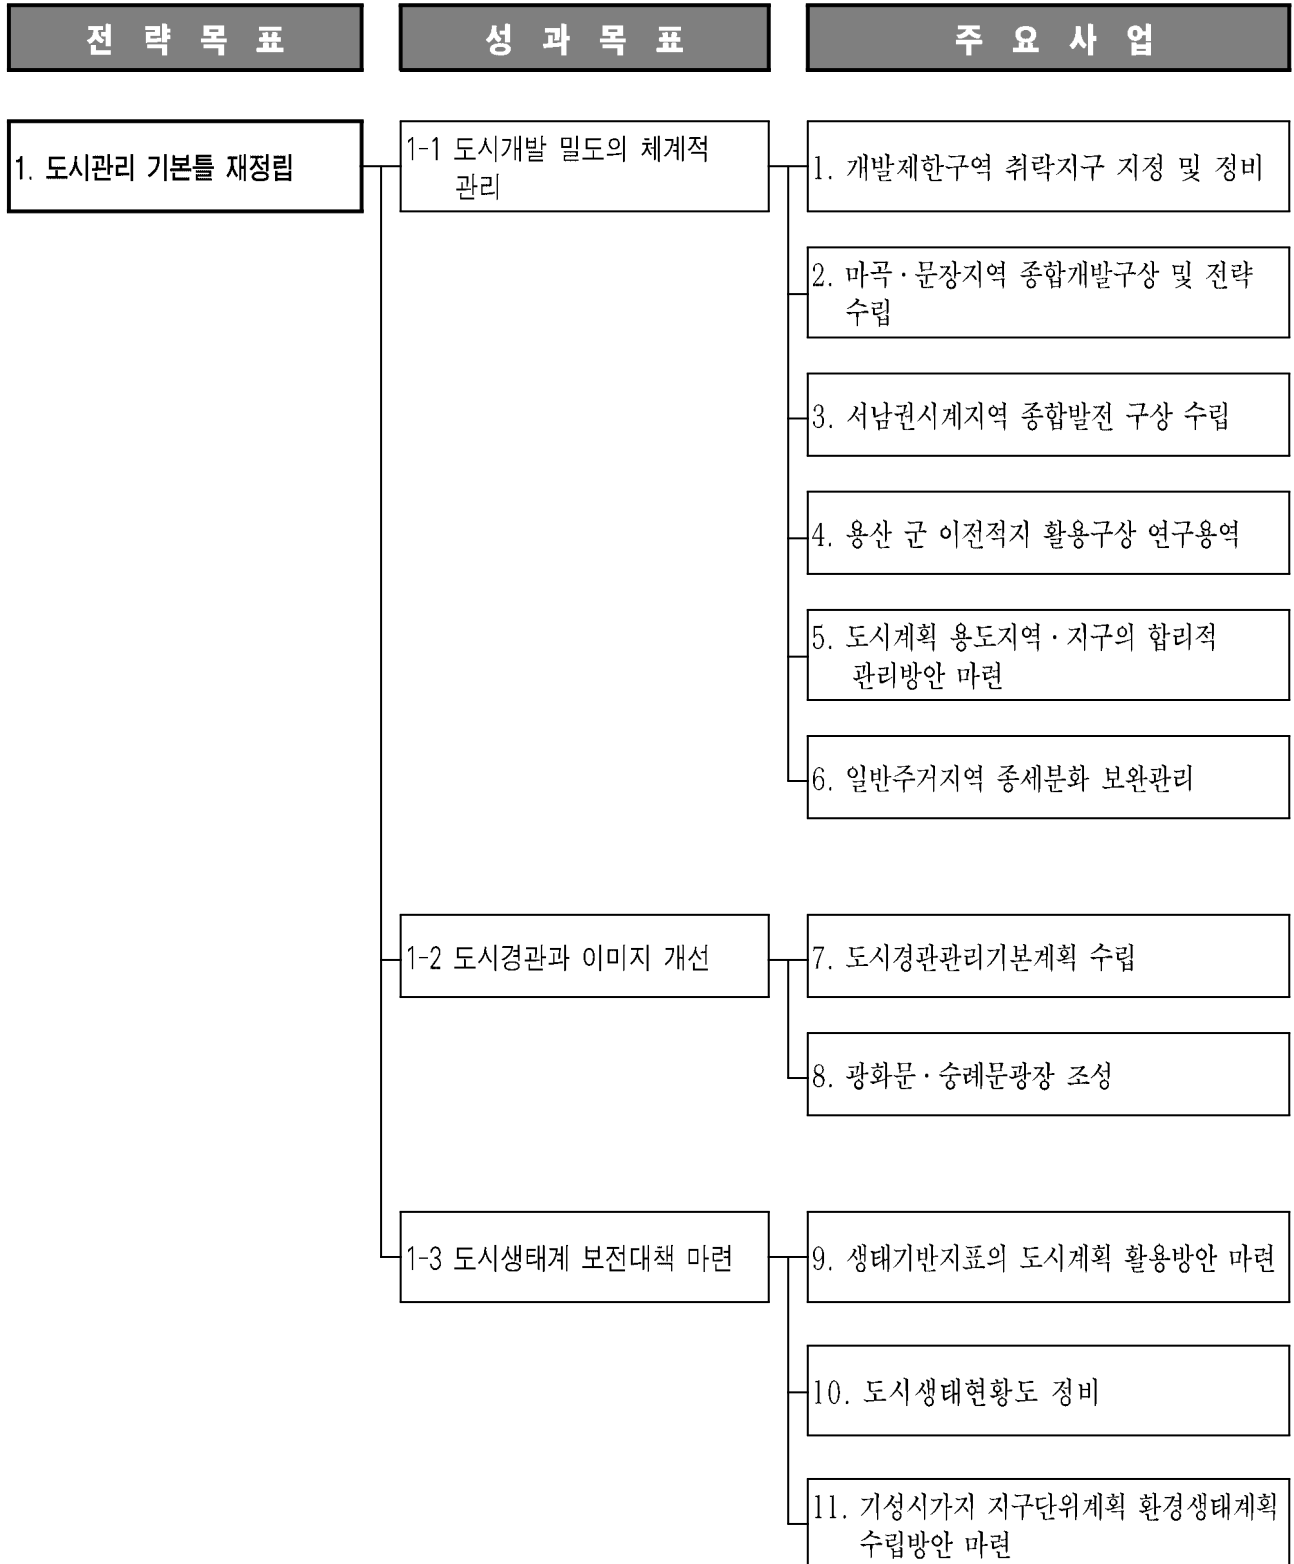 전 략 목 표
성 과 목 표
주 요 사 업
1. 도시관리 기본틀 재정립
1-1 도시개발 밀도의 체계적
관리
1. 개발제한구역 취락지구 지정 및 정비
2. 마곡·문장지역 종합개발구상 및 전략
수립
3. 서남권시계지역 종합발전 구상 수립
4. 용산 군 이전적지 활용구상 연구용역
5. 도시계획 용도지역·지구의 합리적
관리방안 마련
6. 일반주거지역 종세분화 보완관리
1-2 도시경관과 이미지 개선
7. 도시경관관리기본계획 수립
8. 광화문·숭례문광장 조성
1-3 도시생태계 보전대책 마련
9. 생태기반지표의 도시계획 활용방안 마련
10. 도시생태현황도 정비
11. 기성시가지 지구단위계획 환경생태계획
수립방안 마련